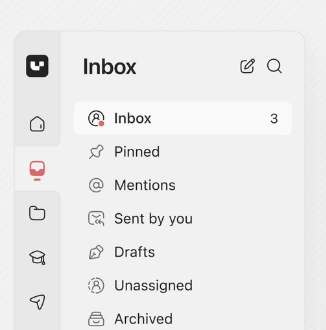 Inbox
Inbox 3
Pinned
Mentions
Sent by you
Drafts
Unassigned
Archived